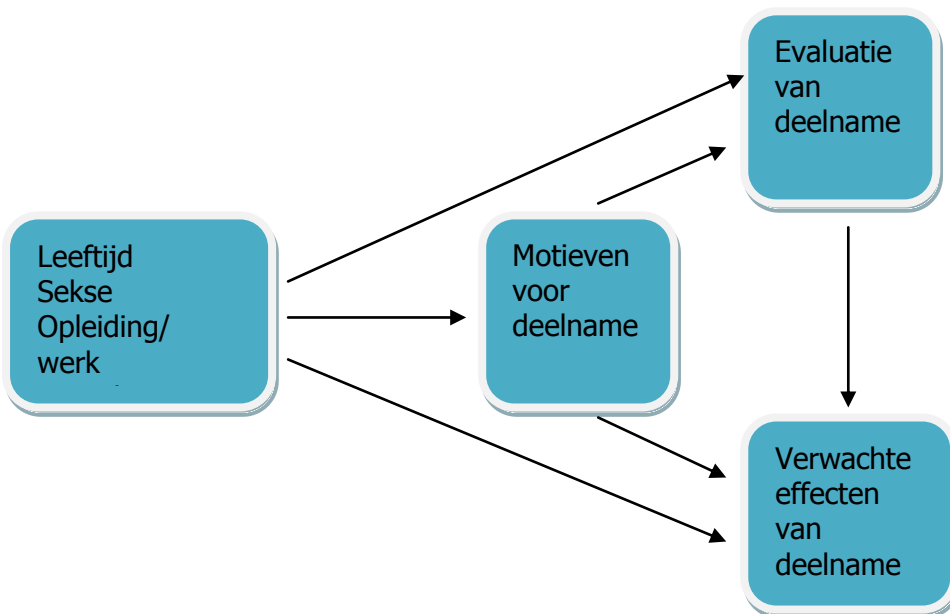 Leeftijd
Sekse
Opleiding/
werk
Motieven
voor
deelname
Evaluatie
van
deelname
Verwachte
effecten
van
deelname